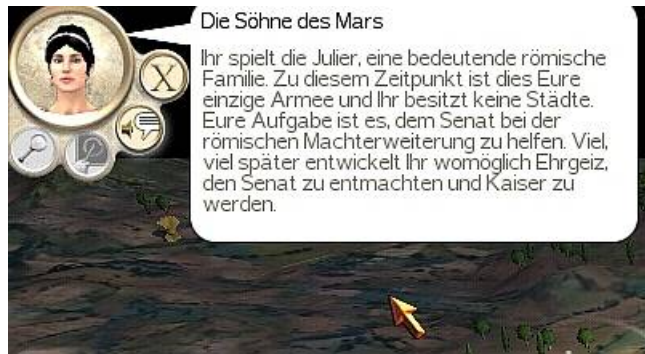 Die Söhne des Mars
Ihr spielt die Julier, eine bedeutende römische
Familie. Zu diesem Zeitpunkt ist dies Eure
einzige Armee und Ihr besitzt keine Städte.
Eure Aufgabe ist es, dem Senat bei der
römischen Machterweiterung zu helfen. Viel,
viel später entwickelt Ihr womöglich Ehrgeiz,
den Senat zu entmachten und Kaiser zu
werden.
X